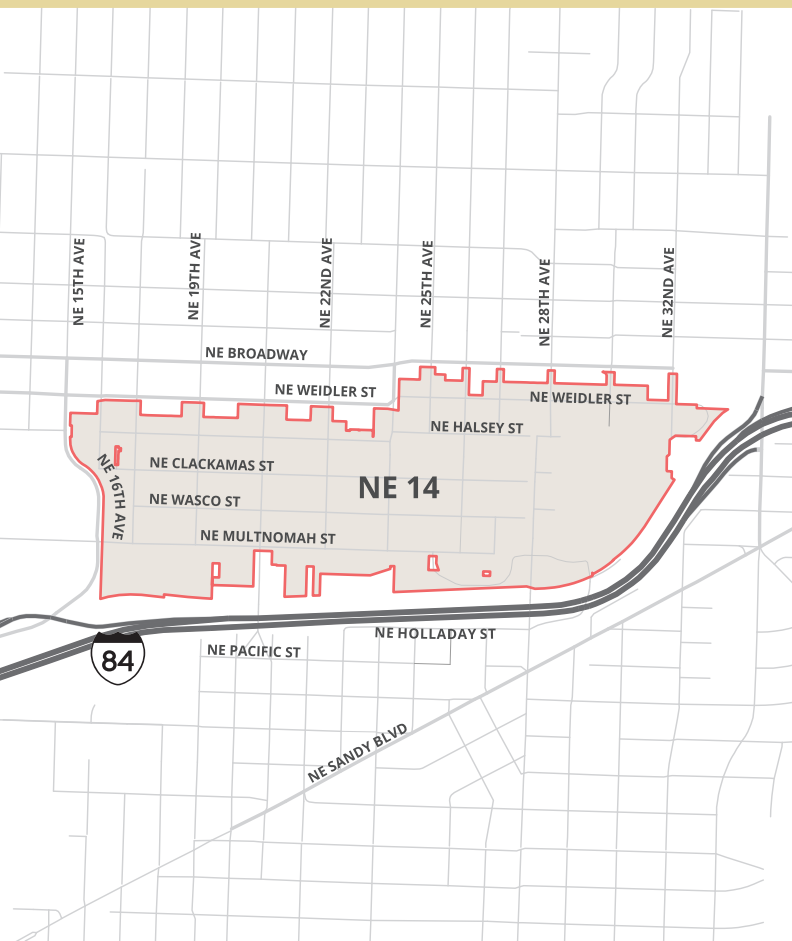 NE 15TH AVE
NE 19TH AVE
NE 22ND AVE
NE 25TH AVE
NE 28TH AVE
NE 32ND AVE
NE BROADWAY
NE WEIDLER ST
NE WEIDLER ST
NE HALSEY ST
NE CLACKAMAS ST
NE 16TH AVE
NE 14
NE WASCO ST
NE MULTNOMAH ST
NE HOLLADAY ST
84
NE PACIFIC ST
NE SANDY BLVD